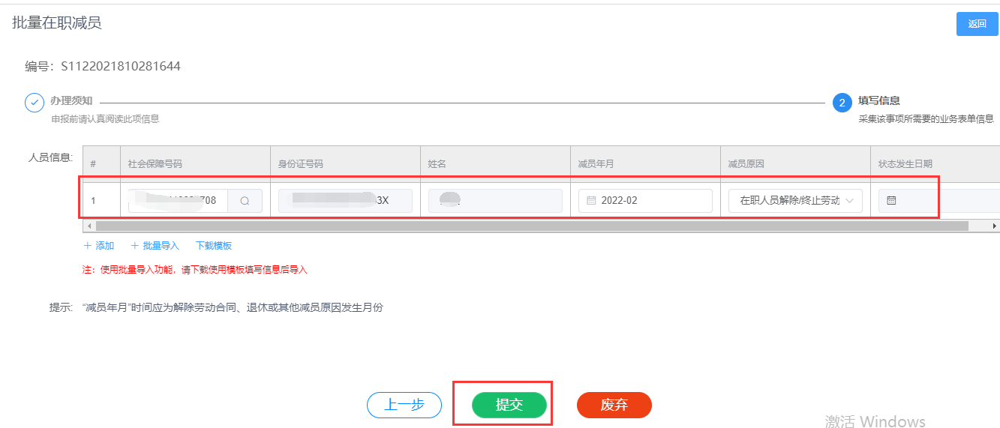 批量在职减员
返回
编号：S1122021810281644
办理须知
申报前请认真阅读此项信息
2
填写信息
采集该事项所需要的业务表单信息
人员信息:
# 社会保障号码 身份证号码 姓名 减员年月 减员原因 状态发生日期
1 708 3X 2022-02 在职人员解除/终止劳动
＋ 添加 ＋ 批量导入 下载模板
注：使用批量导入功能，请下载使用模板填写信息后导入
提示: “减员年月”时间应为解除劳动合同、退休或其他减员原因发生月份
上一步 提交 废弃
激活 Windows